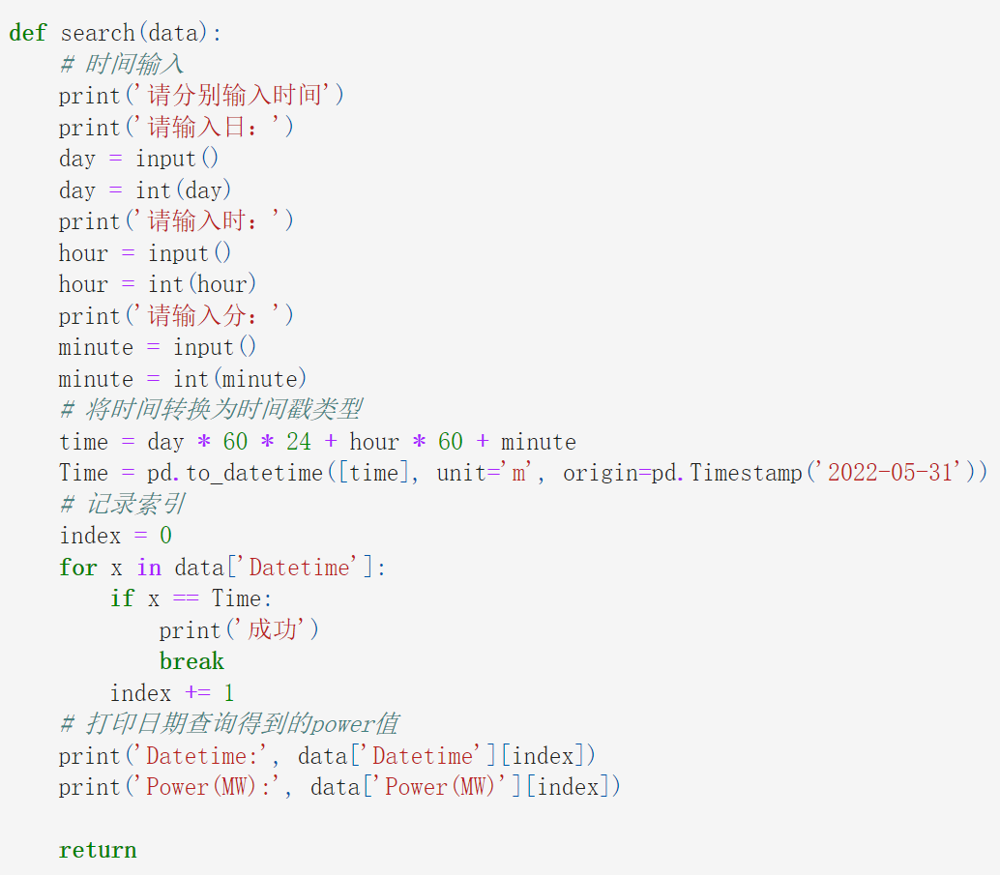 def search(data):
    # 时间输入
    print('请分别输入时间')
    print('请输入日：')
    day = input()
    day = int(day)
    print('请输入时：')
    hour = input()
    hour = int(hour)
    print('请输入分：')
    minute = input()
    minute = int(minute)
    # 将时间转换为时间戳类型
    time = day * 60 * 24 + hour * 60 + minute
    Time = pd.to_datetime([time], unit='m', origin=pd.Timestamp('2022-05-31'))
    # 记录索引
    index = 0
    for x in data['Datetime']:
        if x == Time:
            print('成功')
            break
        index += 1
    # 打印日期查询得到的power值
    print('Datetime:', data['Datetime'][index])
    print('Power(MW):', data['Power(MW)'][index])
    return